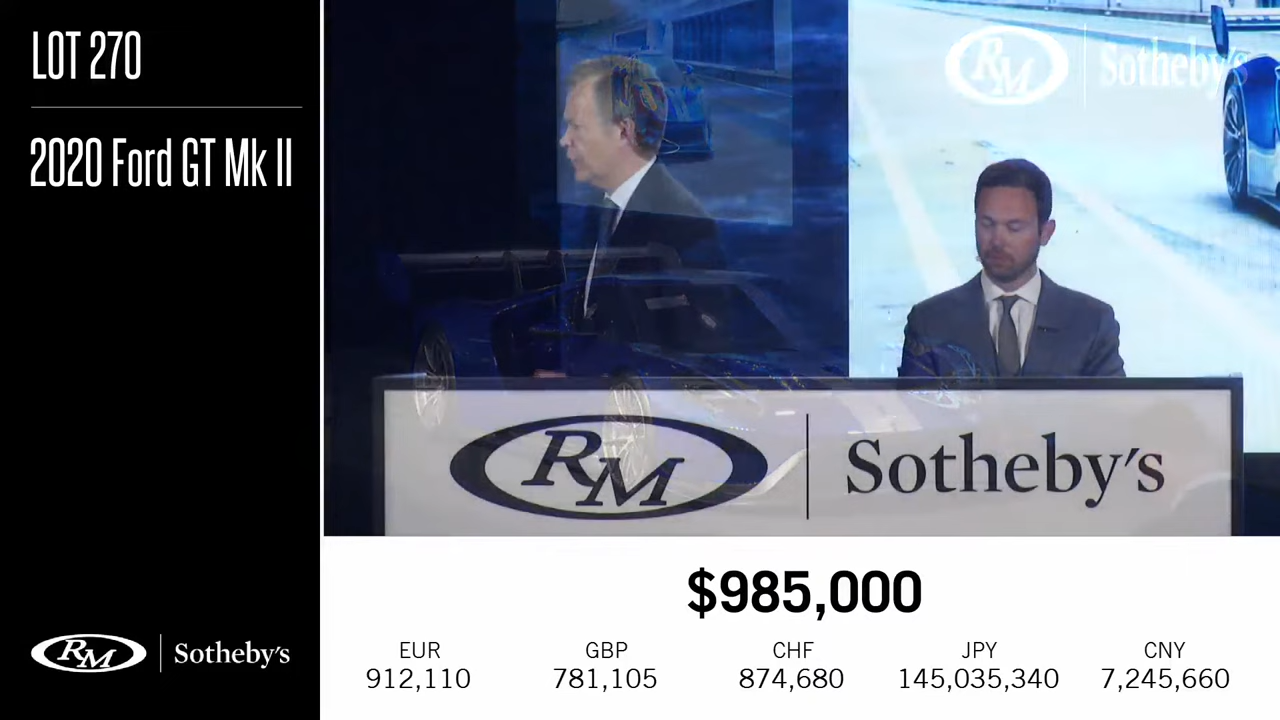 LOT 270
2020 Ford GT Mk II
RM | Sotheby's
RM | Sotheby's
$985,000
EUR GBP CHF JPY CNY
912,110 781,105 874,680 145,035,340 7,245,660
RM | Sotheby's